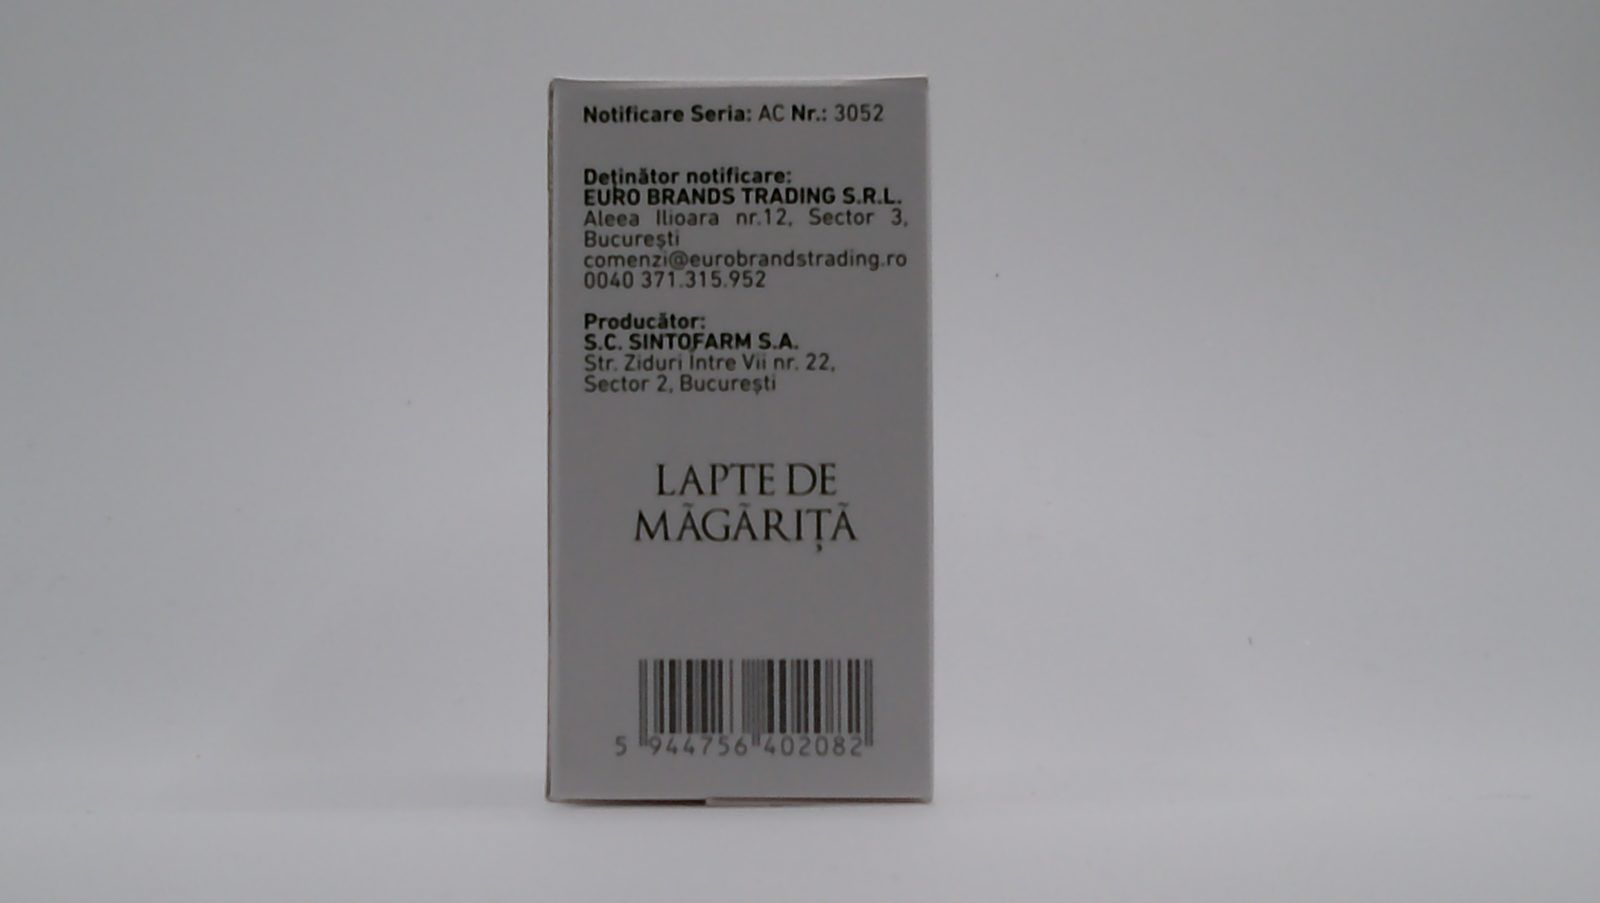 Notificare Seria: AC Nr.: 3052
Deținător notificare:
EURO BRANDS TRADING S.R.L.
Aleea Ilioara nr.12, Sector 3,
București
comenzi@eurobrandstrading.ro
0040 371.315.952
Producător:
S.C. SINTOFARM S.A.
Str. Ziduri Între Vii nr. 22,
Sector 2, București
LAPTE DE
MĂGĂRIȚĂ
5 944756 402082